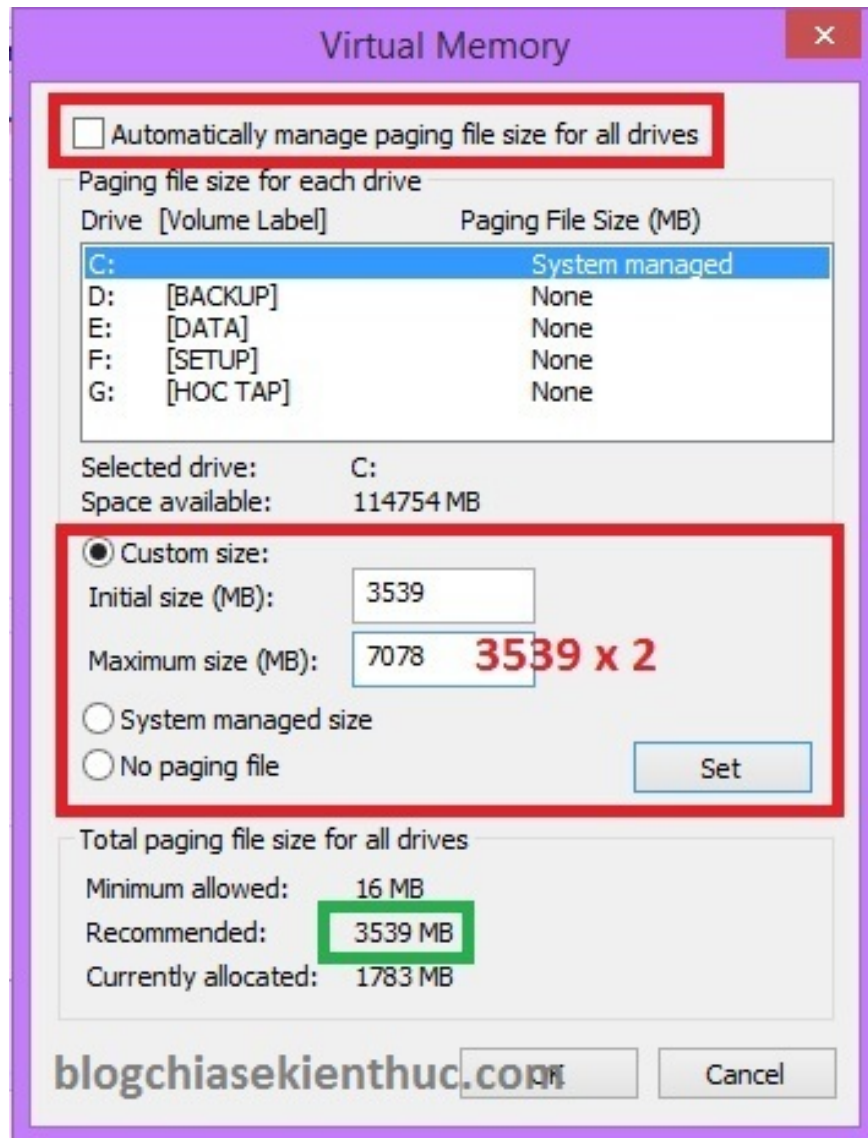 Virtual Memory
Automatically manage paging file size for all drives
Paging file size for each drive
Drive [Volume Label] Paging File Size (MB)
C: System managed
D: [BACKUP] None
E: [DATA] None
F: [SETUP] None
G: [HOC TAP] None
Selected drive: C:
Space available: 114754 MB
Custom size:
Initial size (MB): 3539
Maximum size (MB): 7078 3539 x 2
System managed size
No paging file Set
Total paging file size for all drives
Minimum allowed: 16 MB
Recommended: 3539 MB
Currently allocated: 1783 MB
blogchiasekienthuc.com OK Cancel